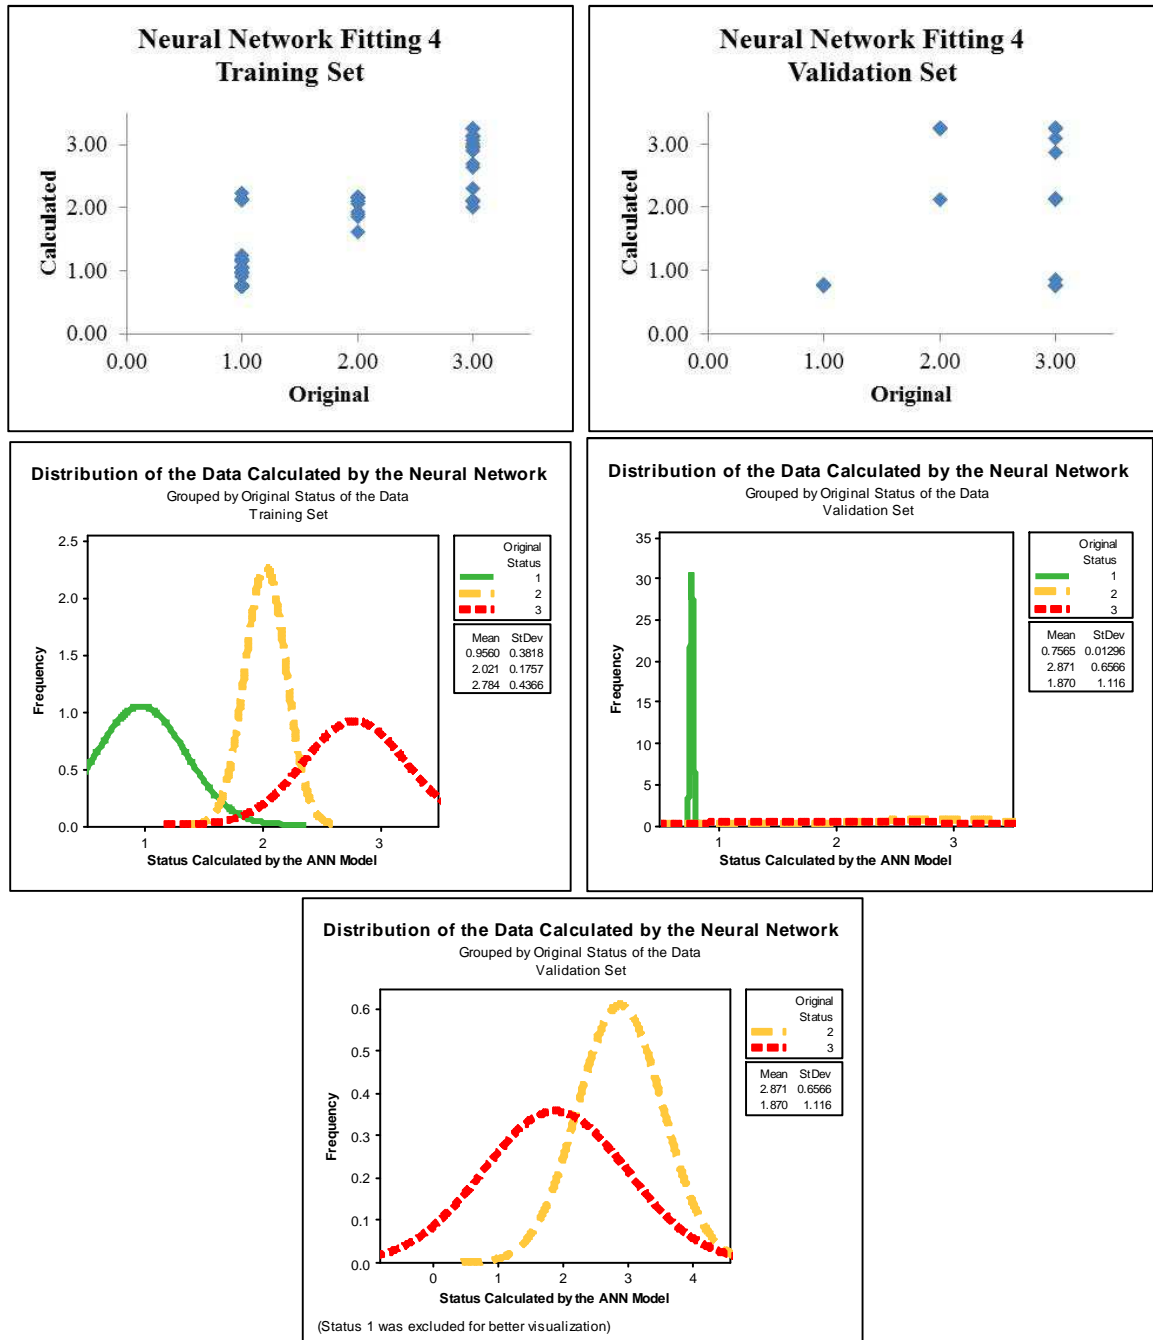 Neural Network Fitting 4
Training Set
Calculated
3.00
2.00
1.00
0.00
0.00 1.00 2.00 3.00
Original
Neural Network Fitting 4
Validation Set
Calculated
3.00
2.00
1.00
0.00
0.00 1.00 2.00 3.00
Original
Distribution of the Data Calculated by the Neural Network
Grouped by Original Status of the Data
Training Set
Frequency
2.5
2.0
1.5
1.0
0.5
0.0
1 2 3
Status Calculated by the ANN Model
Original
Status
1
2
3
Mean StDev
0.9560 0.3818
2.021 0.1757
2.784 0.4366
Distribution of the Data Calculated by the Neural Network
Grouped by Original Status of the Data
Validation Set
Frequency
35
30
25
20
15
10
5
0
1 2 3
Status Calculated by the ANN Model
Original
Status
1
2
3
Mean StDev
0.7565 0.01296
2.871 0.6566
1.870 1.116
Distribution of the Data Calculated by the Neural Network
Grouped by Original Status of the Data
Validation Set
Frequency
0.6
0.5
0.4
0.3
0.2
0.1
0.0
0 1 2 3 4
Status Calculated by the ANN Model
Original
Status
2
3
Mean StDev
2.871 0.6566
1.870 1.116
(Status 1 was excluded for better visualization)